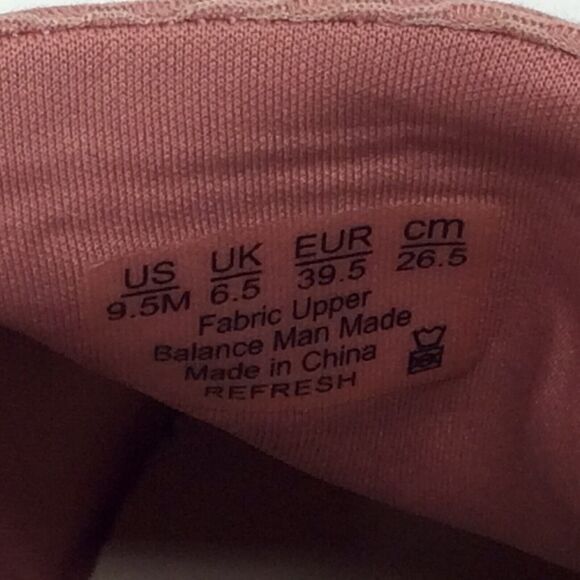 US UK EUR cm
9.5M 6.5 39.5 26.5
Fabric Upper
Balance Man Made
Made in China
REFRESH